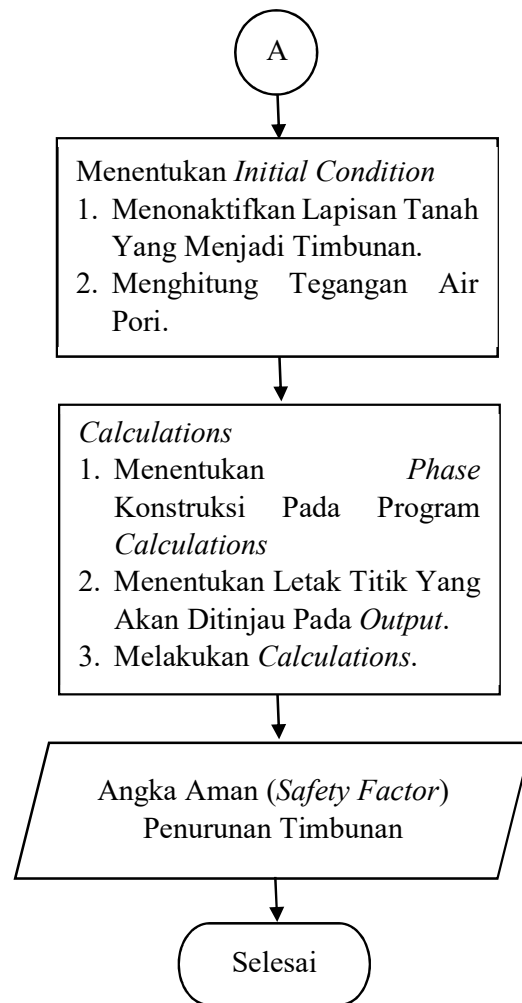 A
Menentukan Initial Condition
1. Menonaktifkan Lapisan Tanah
Yang Menjadi Timbunan.
2. Menghitung Tegangan Air
Pori.
Calculations
1. Menentukan Phase
Konstruksi Pada Program
Calculations
2. Menentukan Letak Titik Yang
Akan Ditinjau Pada Output.
3. Melakukan Calculations.
Angka Aman (Safety Factor)
Penurunan Timbunan
Selesai